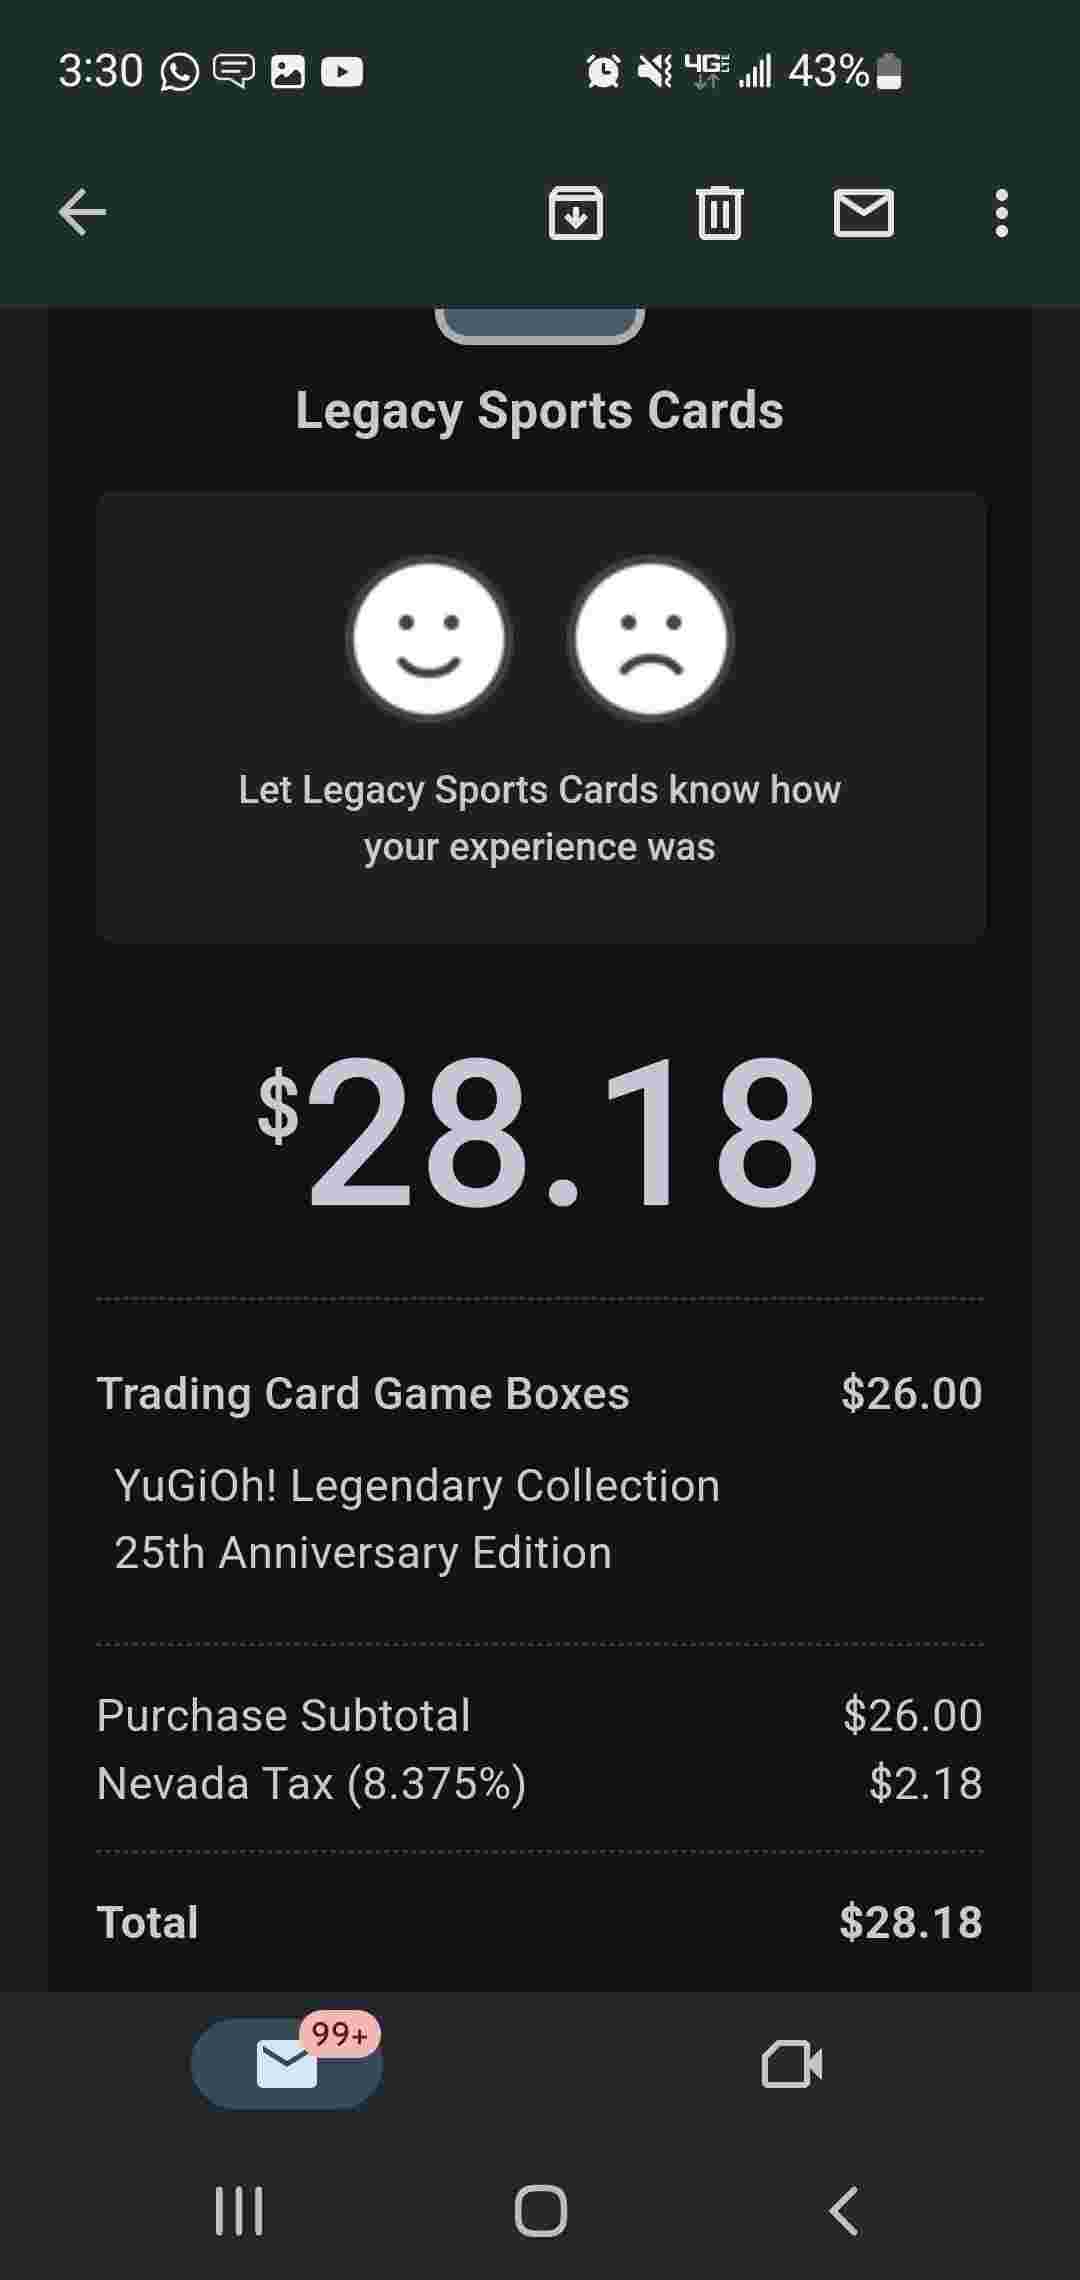 3:30 4G LTE 43%
Legacy Sports Cards
Let Legacy Sports Cards know how
your experience was
$28.18
Trading Card Game Boxes $26.00
YuGiOh! Legendary Collection
25th Anniversary Edition
Purchase Subtotal $26.00
Nevada Tax (8.375%) $2.18
Total $28.18
99+